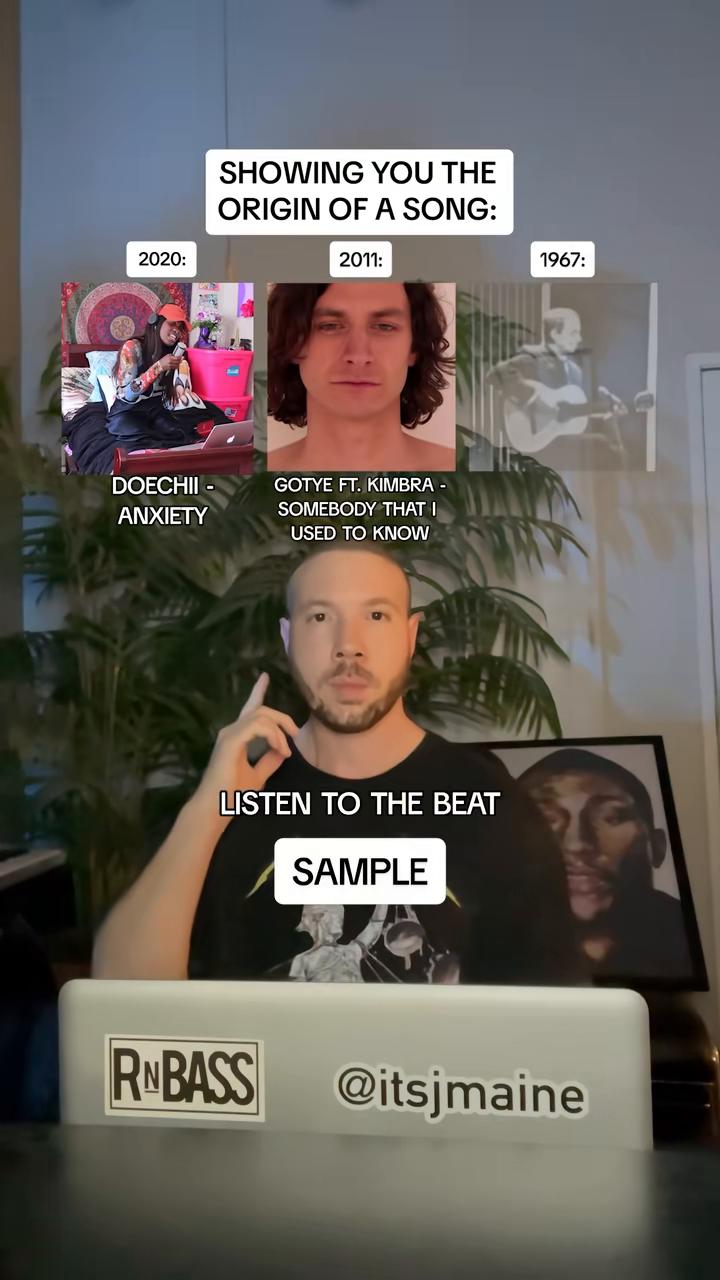 SHOWING YOU THE
ORIGIN OF A SONG:
2020:
2011:
1967:
DOECHII -
ANXIETY
GOTYE FT. KIMBRA -
SOMEBODY THAT I
USED TO KNOW
LISTEN TO THE BEAT
SAMPLE
RNBASS
@itsjmaine